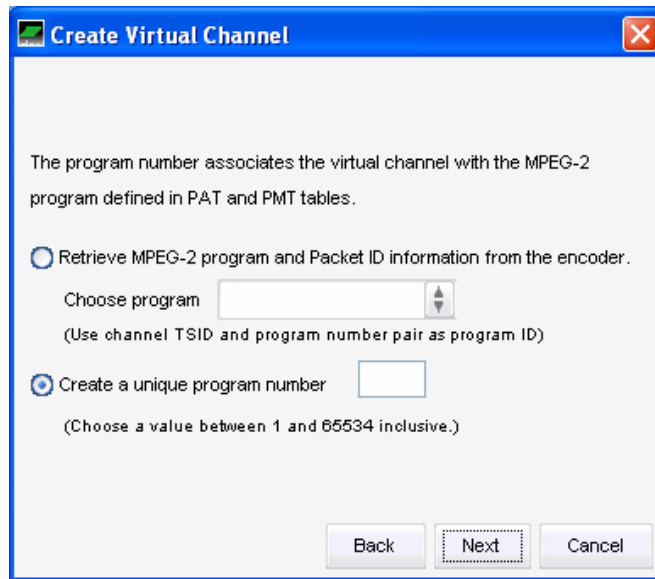 Create Virtual Channel
The program number associates the virtual channel with the MPEG-2
program defined in PAT and PMT tables.
Retrieve MPEG-2 program and Packet ID information from the encoder.
Choose program
(Use channel TSID and program number pair as program ID)
Create a unique program number
(Choose a value between 1 and 65534 inclusive.)
Back Next Cancel